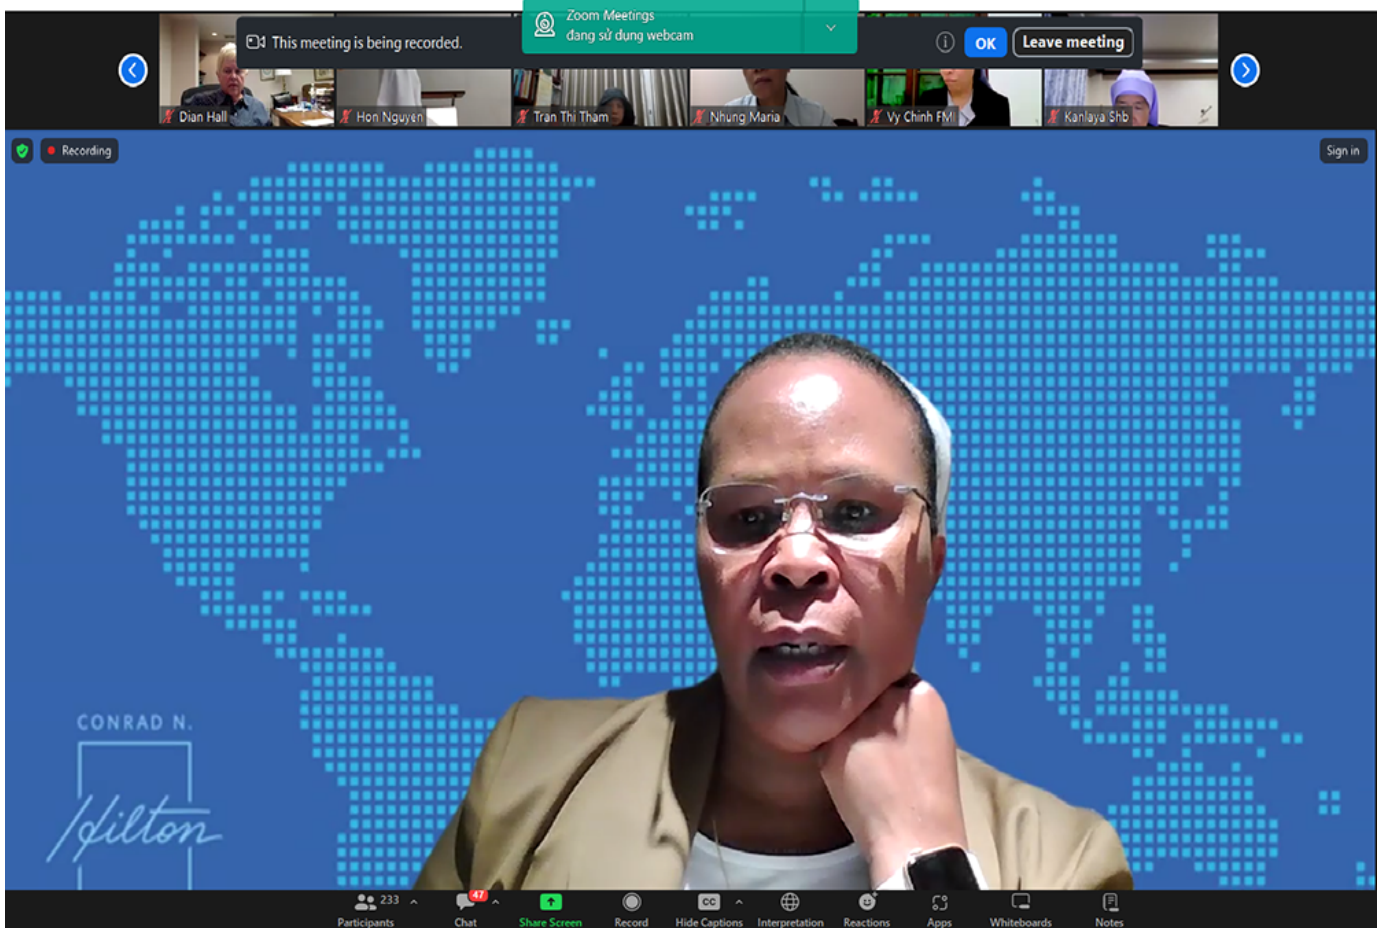 Zoom Meetings
đang sử dụng webcam
This meeting is being recorded.
OK
Leave meeting
Dian Hall
Hon Nguyen
Tran Thi Tham
Nhung Maria
Vy Chinh FMI
Kanlaya Shb
Recording
Sign in
CONRAD N.
Hilton
233
47
CC
Participants
Chat
Share Screen
Record
Hide Captions
Interpretation
Reactions
Apps
Whiteboards
Notes